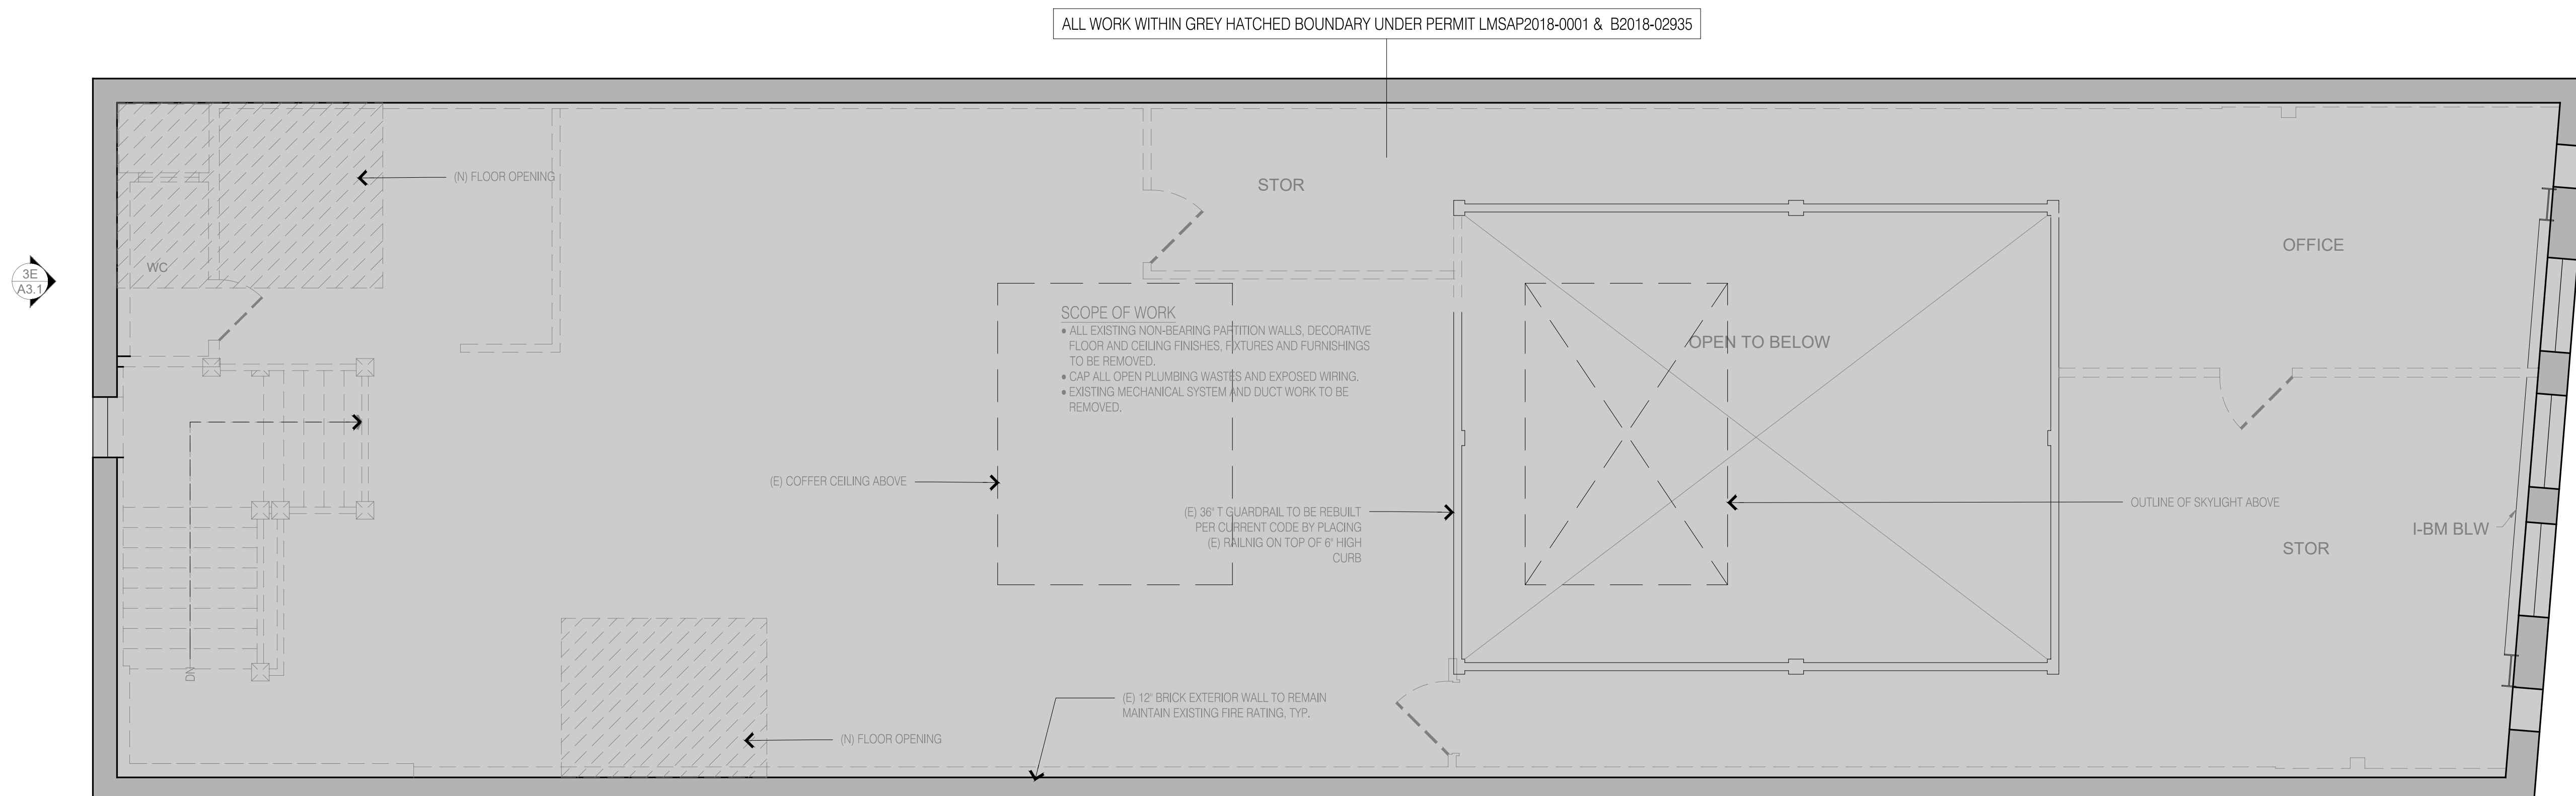 ALL WORK WITHIN GREY HATCHED BOUNDARY UNDER PERMIT LMSAP2018-0001 & B2018-02935
(N) FLOOR OPENING
STOR
WC
3E
A3.1
OFFICE
SCOPE OF WORK
• ALL EXISTING NON-BEARING PARTITION WALLS, DECORATIVE
FLOOR AND CEILING FINISHES, FIXTURES AND FURNISHINGS
TO BE REMOVED.
• CAP ALL OPEN PLUMBING WASTES AND EXPOSED WIRING.
• EXISTING MECHANICAL SYSTEM AND DUCT WORK TO BE
REMOVED.
OPEN TO BELOW
(E) COFFER CEILING ABOVE
(E) 36" T GUARDRAIL TO BE REBUILT
PER CURRENT CODE BY PLACING
(E) RAILNIG ON TOP OF 6" HIGH
CURB
OUTLINE OF SKYLIGHT ABOVE
I-BM BLW
STOR
DN
(E) 12" BRICK EXTERIOR WALL TO REMAIN
MAINTAIN EXISTING FIRE RATING, TYP.
(N) FLOOR OPENING